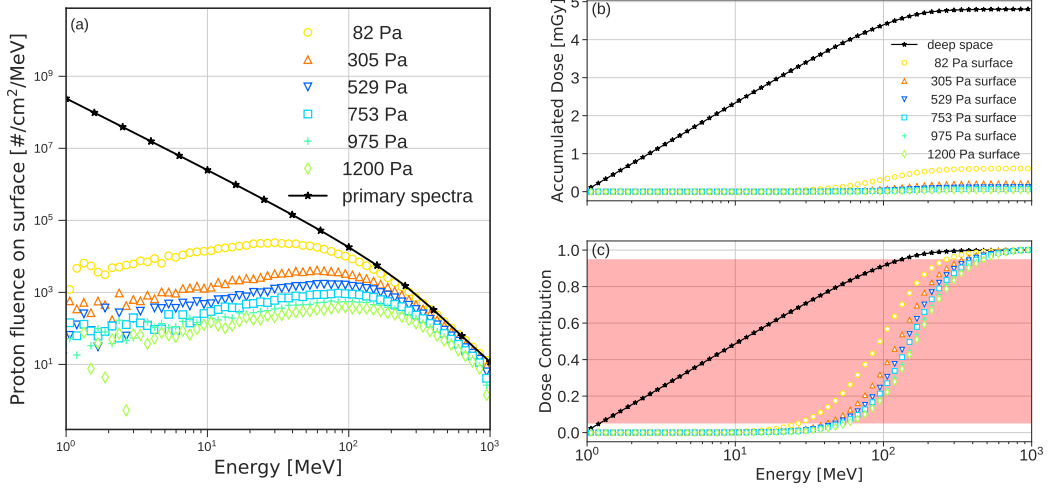 (a)
82 Pa
305 Pa
529 Pa
753 Pa
975 Pa
1200 Pa
primary spectra
Proton fluence on surface [#/cm²/MeV]
10⁹
10⁷
10⁵
10³
10¹
10⁰
10¹
10²
10³
Energy [MeV]
(b)
deep space
82 Pa surface
305 Pa surface
529 Pa surface
753 Pa surface
975 Pa surface
1200 Pa surface
Accumulated Dose [mGy]
5
4
3
2
1
0
(c)
Dose Contribution
1.0
0.8
0.6
0.4
0.2
0.0
10⁰
10¹
10²
10³
Energy [MeV]